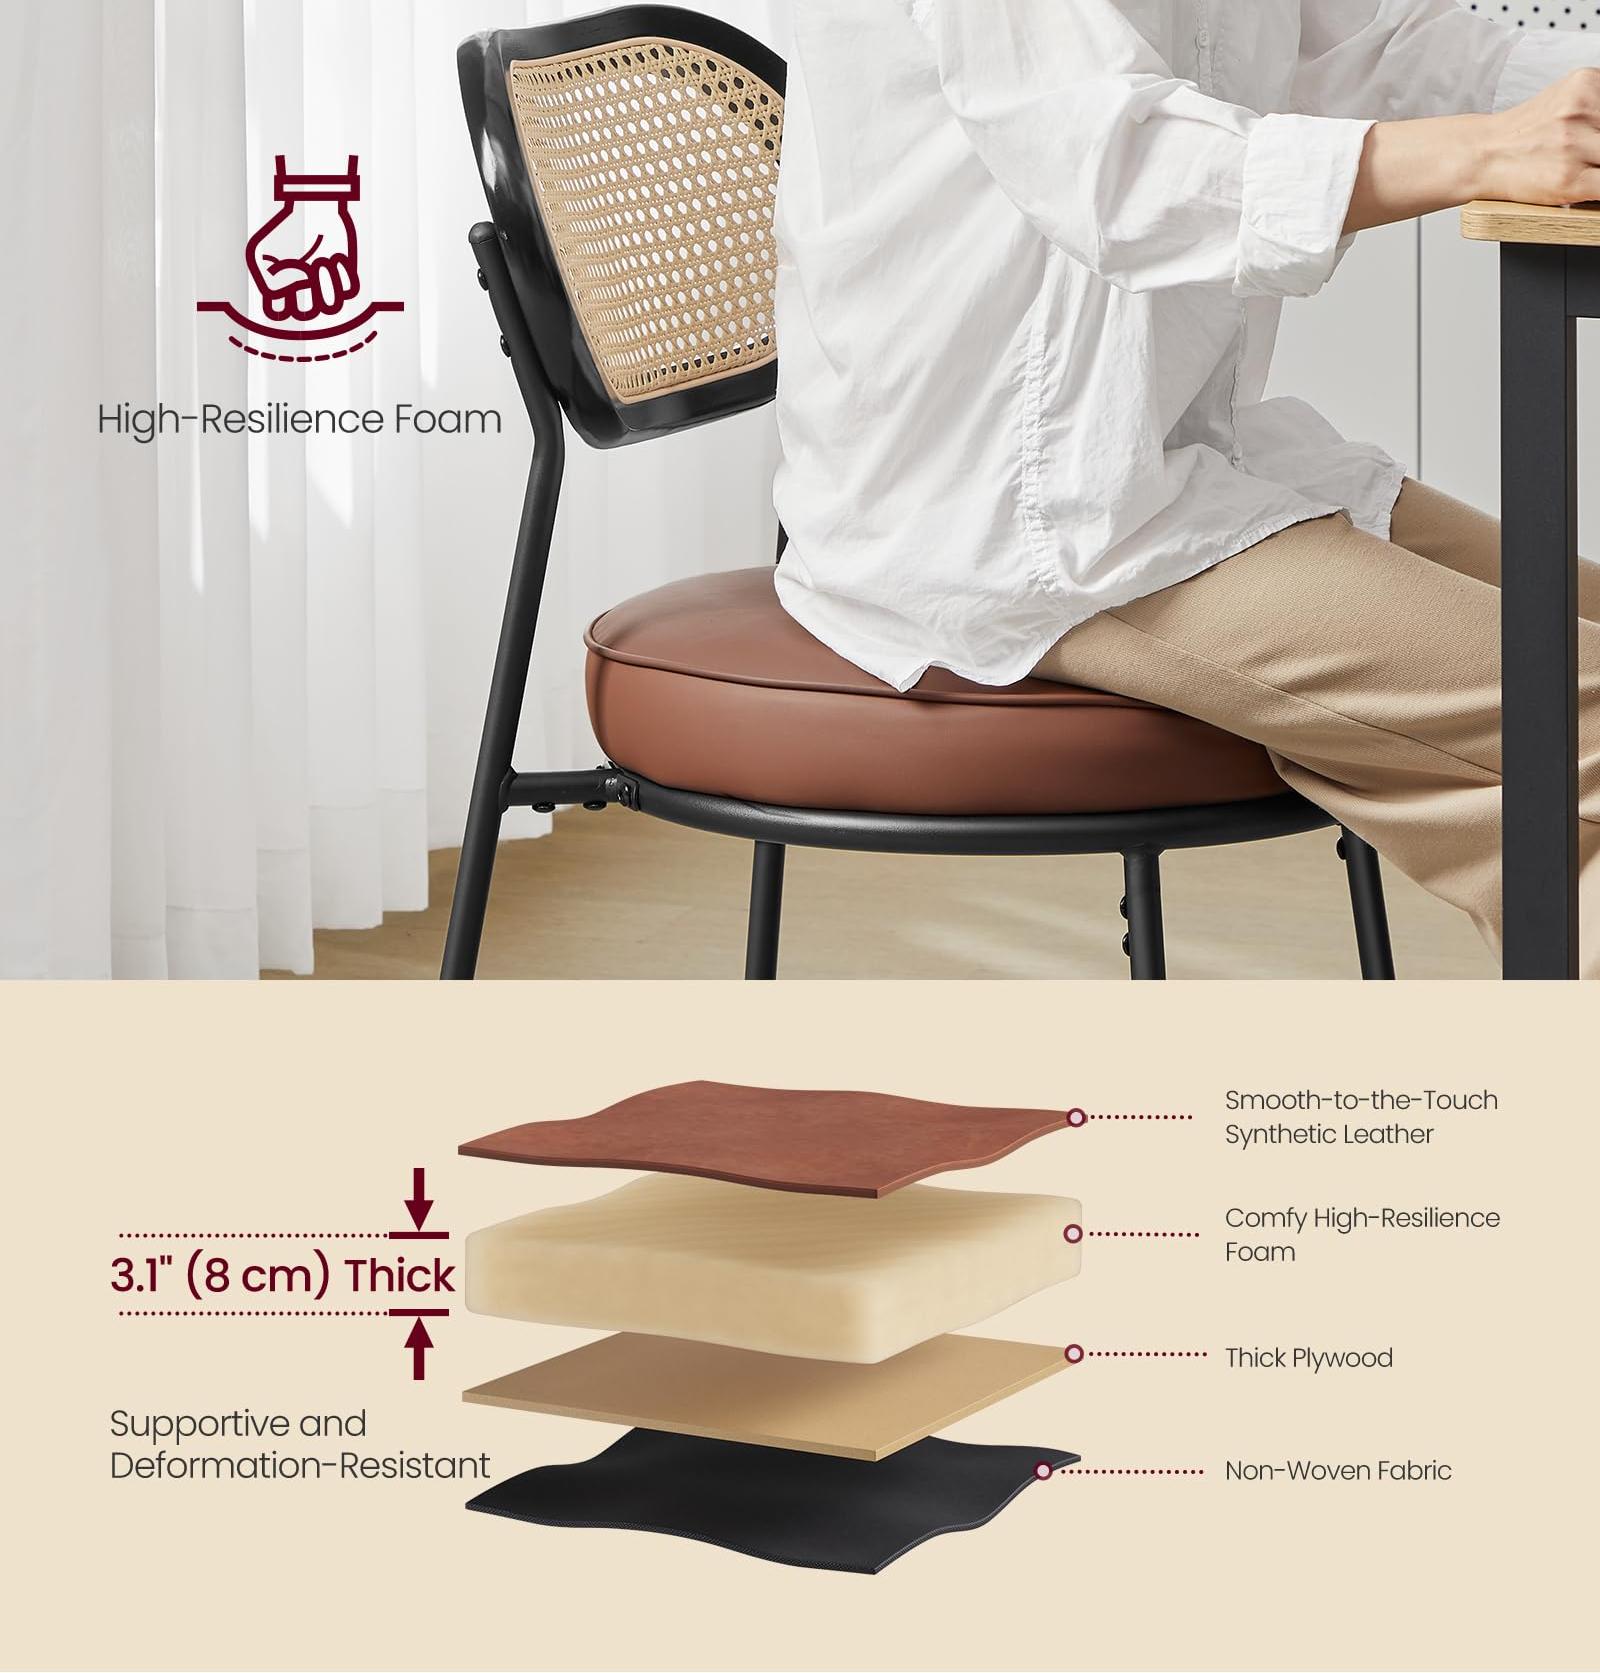 High-Resilience Foam
Smooth-to-the-Touch
Synthetic Leather
Comfy High-Resilience
Foam
3.1" (8 cm) Thick
Thick Plywood
Supportive and
Deformation-Resistant
Non-Woven Fabric